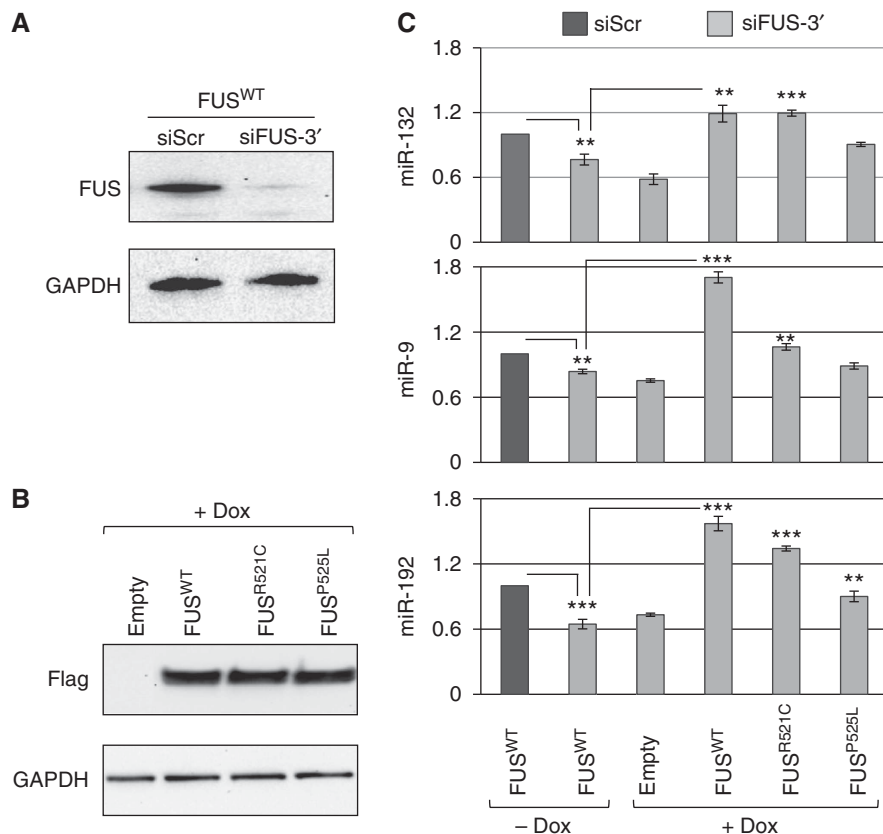 A
FUS^WT
siScr siFUS-3′
FUS
GAPDH
B
+ Dox
Empty
FUS^WT
FUS^R521C
FUS^P525L
Flag
GAPDH
C
siScr siFUS-3′
miR-132
1.8
1.2
0.6
0
** ** ***
miR-9
1.8
1.2
0.6
0
** *** **
miR-192
1.8
1.2
0.6
0
*** *** *** **
FUS^WT
FUS^WT
Empty
FUS^WT
FUS^R521C
FUS^P525L
– Dox + Dox